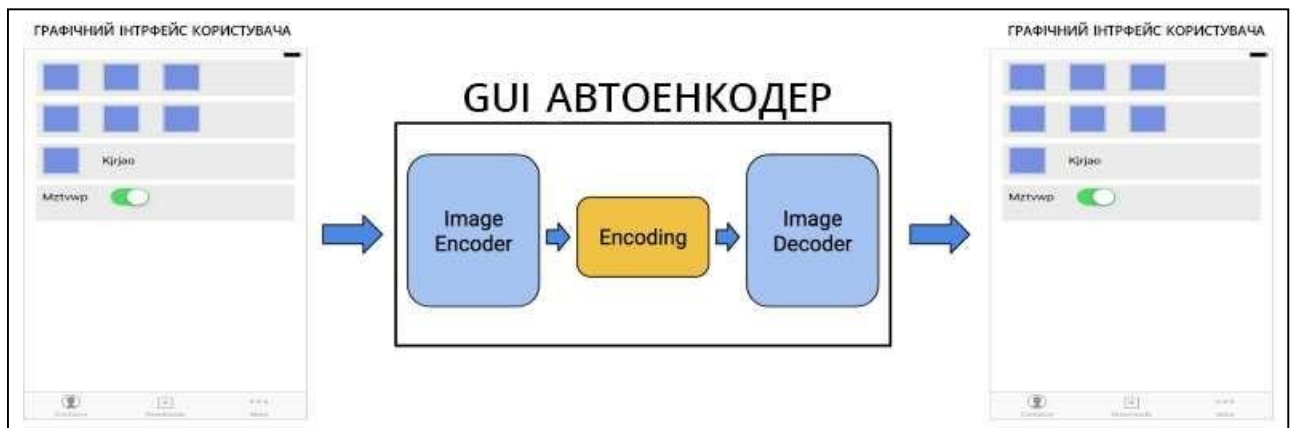 ГРАФІЧНИЙ ІНТРФЕЙС КОРИСТУВАЧА
Kjrjao
Mztvwp
GUI АВТОЕНКОДЕР
Image
Encoder
Encoding
Image
Decoder
ГРАФІЧНИЙ ІНТРФЕЙС КОРИСТУВАЧА
Kjrjao
Mztvwp